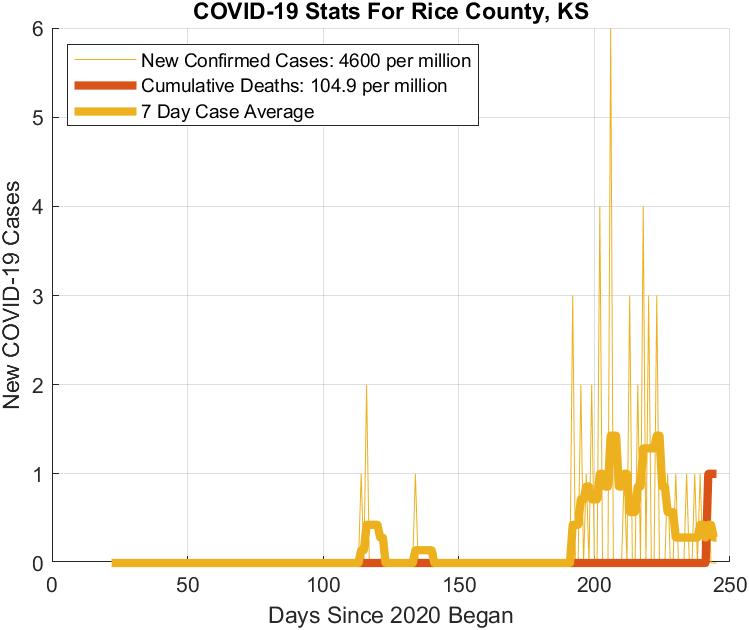 COVID-19 Stats For Rice County, KS
New Confirmed Cases: 4600 per million
Cumulative Deaths: 104.9 per million
7 Day Case Average
New COVID-19 Cases
6
5
4
3
2
1
0
0 50 100 150 200 250
Days Since 2020 Began